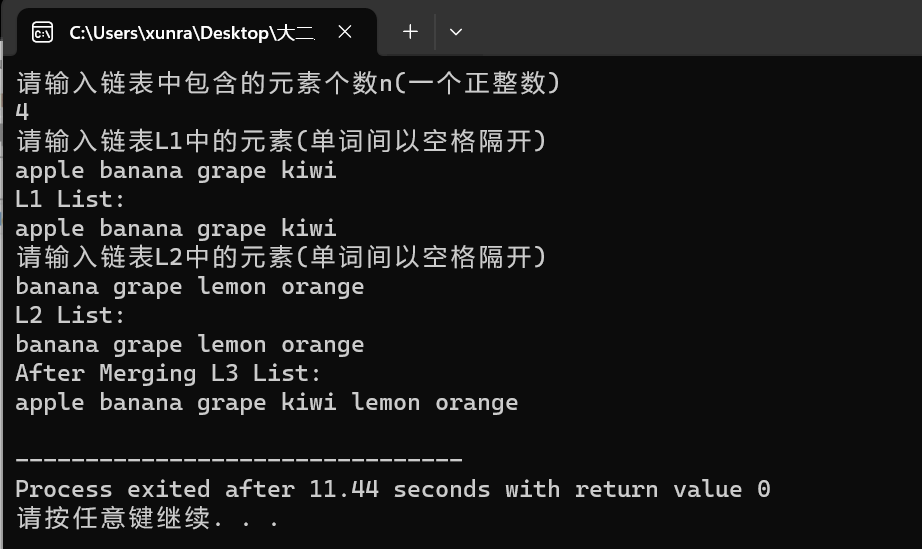 C:\Users\xunra\Desktop\大二
请输入链表中包含的元素个数n(一个正整数)
4
请输入链表L1中的元素(单词间以空格隔开)
apple banana grape kiwi
L1 List:
apple banana grape kiwi
请输入链表L2中的元素(单词间以空格隔开)
banana grape lemon orange
L2 List:
banana grape lemon orange
After Merging L3 List:
apple banana grape kiwi lemon orange
--------------------------------
Process exited after 11.44 seconds with return value 0
请按任意键继续. . .